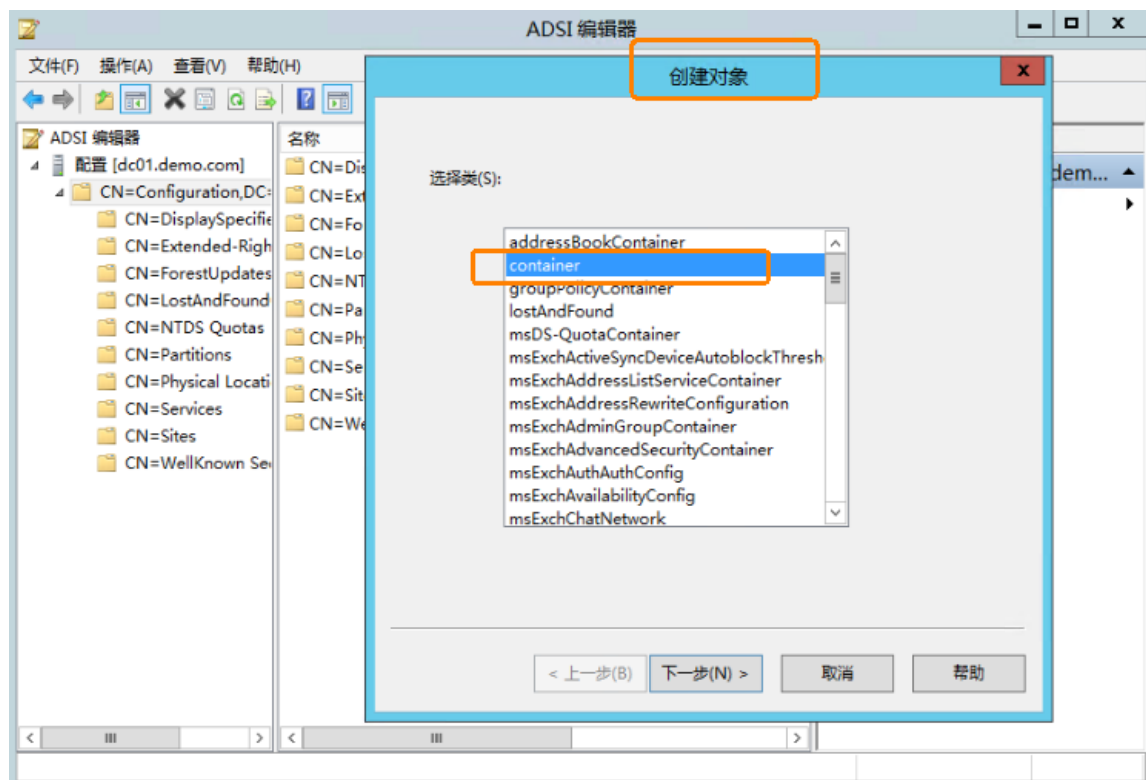 ADSI 编辑器
文件(F) 操作(A) 查看(V) 帮助(H)
创建对象
ADSI 编辑器
配置 [dc01.demo.com]
CN=Configuration,DC=
CN=DisplaySpecifie
CN=Extended-Righ
CN=ForestUpdates
CN=LostAndFound
CN=NTDS Quotas
CN=Partitions
CN=Physical Locati
CN=Services
CN=Sites
CN=WellKnown Se
名称
CN=Dis
CN=Ext
CN=Fo
CN=Lo
CN=NT
CN=Pa
CN=Phy
CN=Se
CN=Sit
CN=We
选择类(S):
addressBookContainer
container
groupPolicyContainer
lostAndFound
msDS-QuotaContainer
msExchActiveSyncDeviceAutoblockThresh
msExchAddressListServiceContainer
msExchAddressRewriteConfiguration
msExchAdminGroupContainer
msExchAdvancedSecurityContainer
msExchAuthAuthConfig
msExchAvailabilityConfig
msExchChatNetwork
< 上一步(B) 下一步(N) > 取消 帮助
dem...